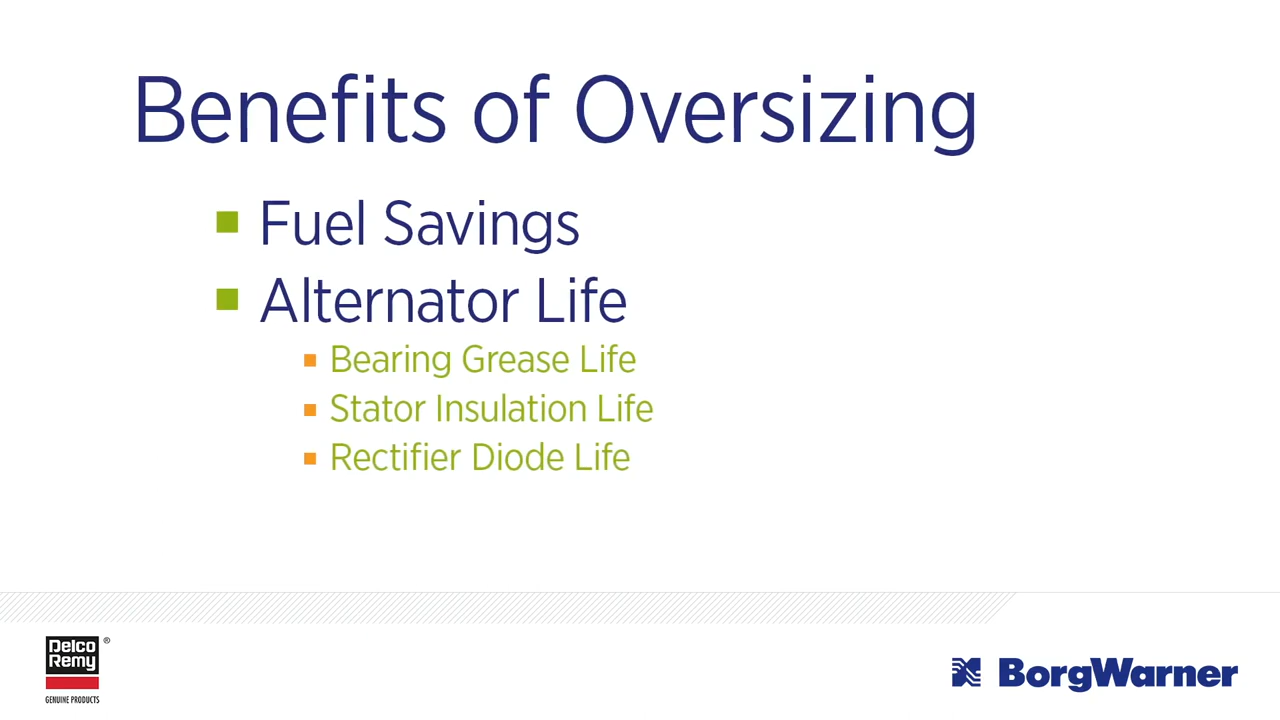 Benefits of Oversizing
Fuel Savings
Alternator Life
Bearing Grease Life
Stator Insulation Life
Rectifier Diode Life
Delco
Remy
®
GENUINE PRODUCTS
BorgWarner